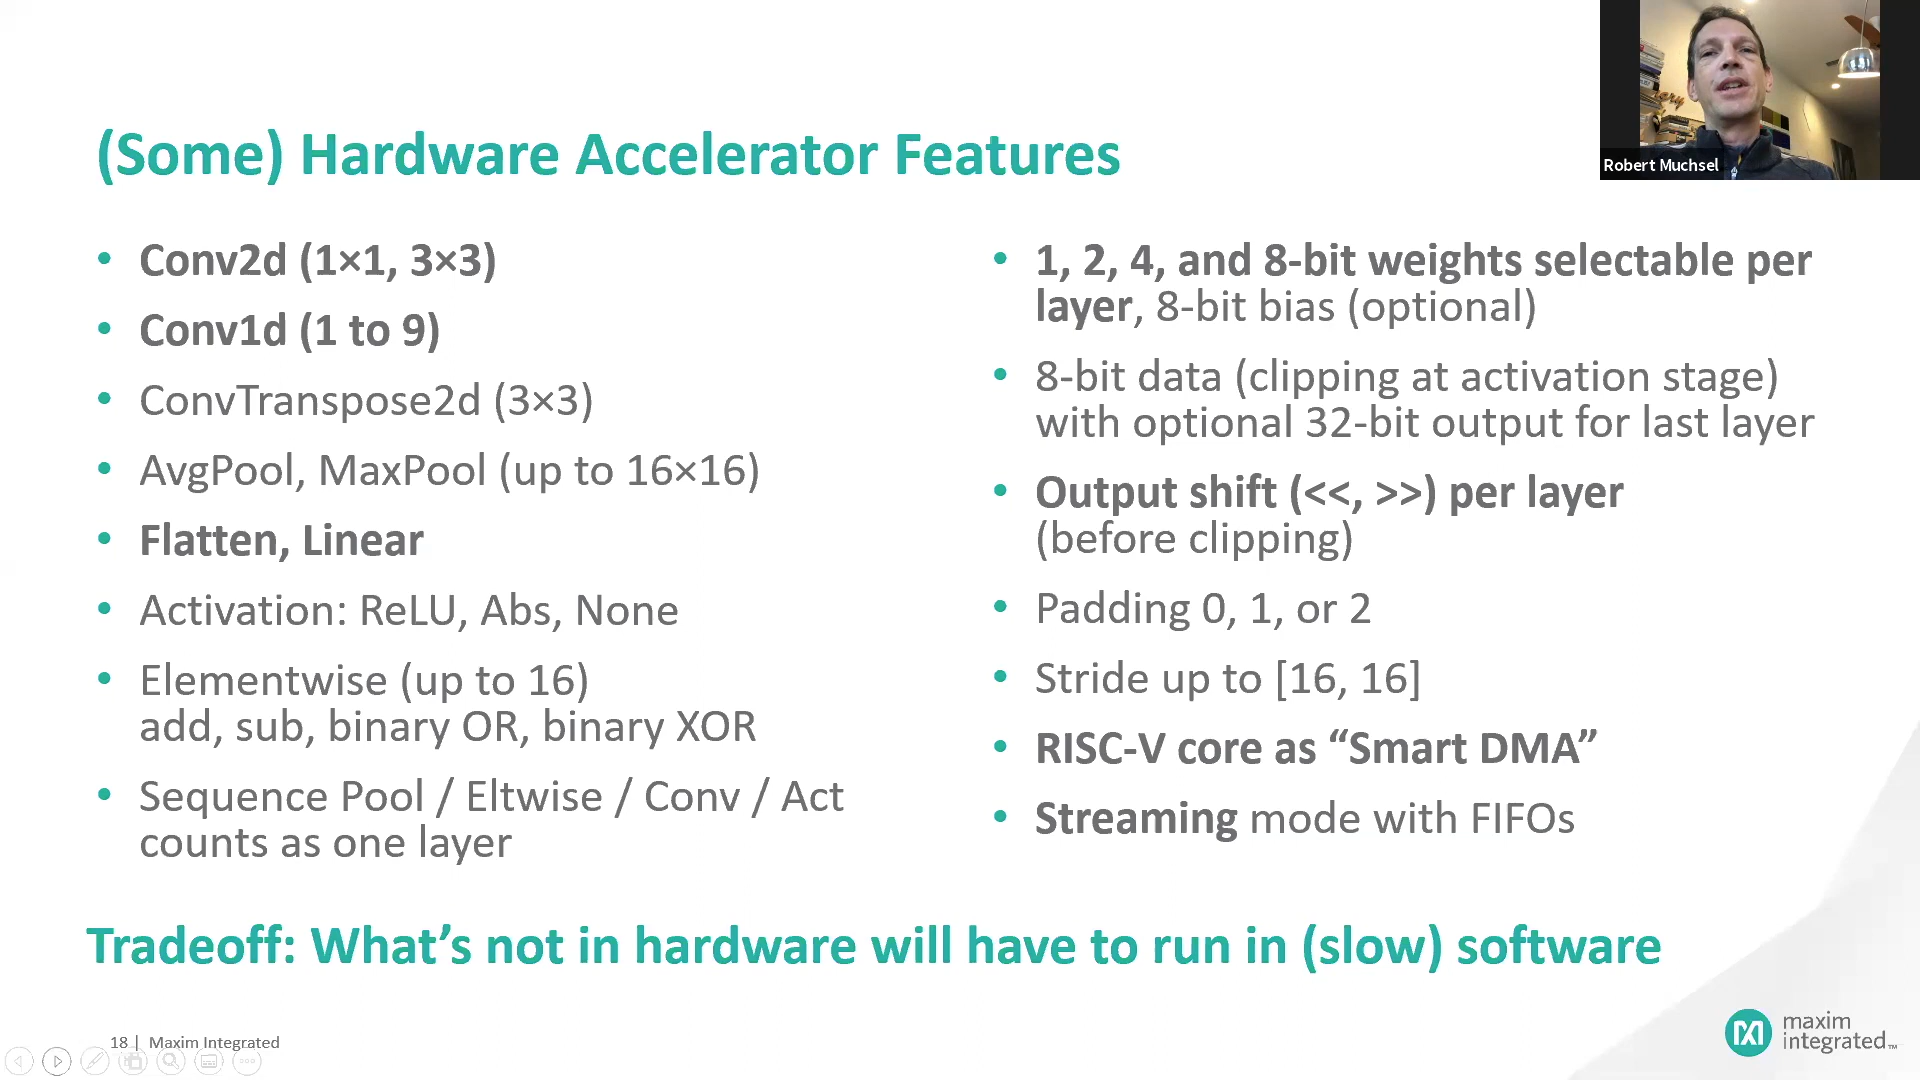 (Some) Hardware Accelerator Features
Robert Muchsel
• Conv2d (1×1, 3×3)
• Conv1d (1 to 9)
• ConvTranspose2d (3×3)
• AvgPool, MaxPool (up to 16×16)
• Flatten, Linear
• Activation: ReLU, Abs, None
• Elementwise (up to 16)
add, sub, binary OR, binary XOR
• Sequence Pool / Eltwise / Conv / Act
counts as one layer
• 1, 2, 4, and 8-bit weights selectable per
layer, 8-bit bias (optional)
• 8-bit data (clipping at activation stage)
with optional 32-bit output for last layer
• Output shift (<<, >>) per layer
(before clipping)
• Padding 0, 1, or 2
• Stride up to [16, 16]
• RISC-V core as “Smart DMA”
• Streaming mode with FIFOs
Tradeoff: What’s not in hardware will have to run in (slow) software
18 | Maxim Integrated
maxim
integrated™